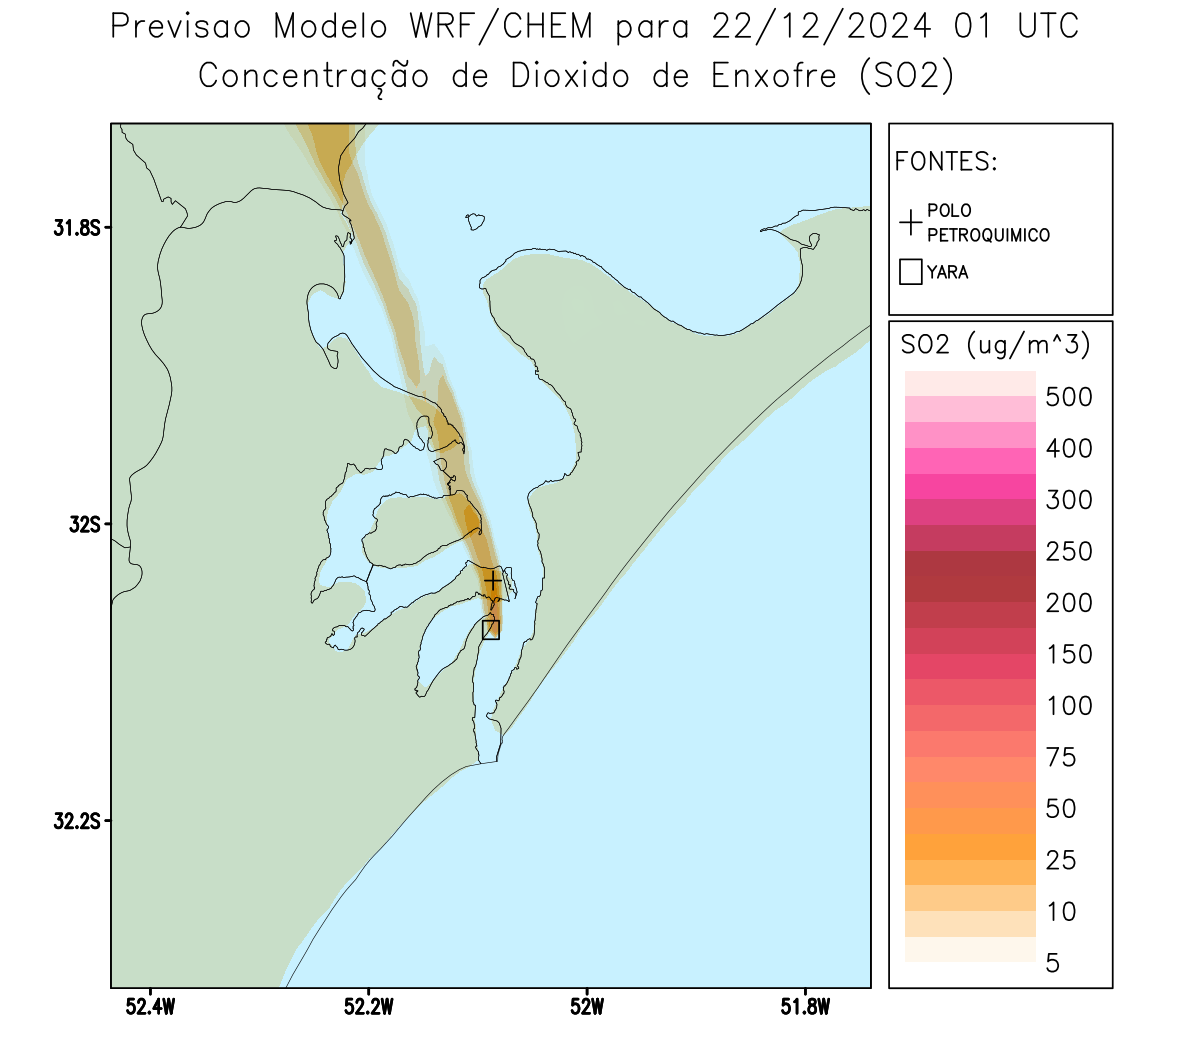 Previsao Modelo WRF/CHEM para 22/12/2024 01 UTC
Concentração de Dioxido de Enxofre (SO2)
FONTES:
POLO
PETROQUIMICO
YARA
SO2 (ug/m^3)
500
400
300
250
200
150
100
75
50
25
10
5
31.8S
32S
32.2S
52.4W
52.2W
52W
51.8W